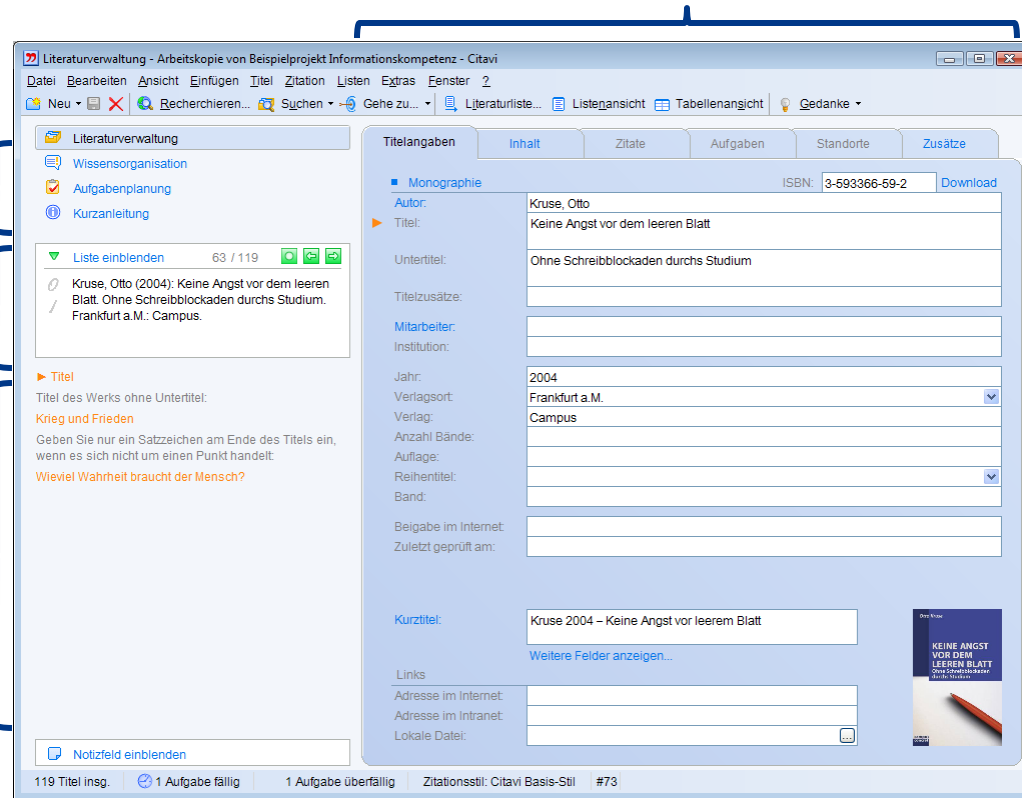 Literaturverwaltung - Arbeitskopie von Beispielprojekt Informationskompetenz - Citavi
Datei Bearbeiten Ansicht Einfügen Titel Zitation Listen Extras Fenster ?
Neu Recherchieren... Suchen Gehe zu... Literaturliste... Listenansicht Tabellenansicht Gedanke
Literaturverwaltung
Wissensorganisation
Aufgabenplanung
Kurzanleitung
Liste einblenden 63 / 119
Kruse, Otto (2004): Keine Angst vor dem leeren
Blatt. Ohne Schreibblockaden durchs Studium.
Frankfurt a.M.: Campus.
Titel
Titel des Werks ohne Untertitel:
Krieg und Frieden
Geben Sie nur ein Satzzeichen am Ende des Titels ein,
wenn es sich nicht um einen Punkt handelt:
Wieviel Wahrheit braucht der Mensch?
Notizfeld einblenden
Titelangaben Inhalt Zitate Aufgaben Standorte Zusätze
Monographie ISBN: 3-593366-59-2 Download
Autor: Kruse, Otto
Titel: Keine Angst vor dem leeren Blatt
Untertitel: Ohne Schreibblockaden durchs Studium
Titelzusätze:
Mitarbeiter:
Institution:
Jahr: 2004
Verlagsort: Frankfurt a.M.
Verlag: Campus
Anzahl Bände:
Auflage:
Reihentitel:
Band:
Beigabe im Internet:
Zuletzt geprüft am:
Kurztitel: Kruse 2004 – Keine Angst vor leerem Blatt
Weitere Felder anzeigen...
Links
Adresse im Internet:
Adresse im Intranet:
Lokale Datei: ...
Otto Kruse
KEINE ANGST
VOR DEM
LEEREN BLATT
Ohne Schreibblockaden
durchs Studium
119 Titel insg. 1 Aufgabe fällig 1 Aufgabe überfällig Zitationsstil: Citavi Basis-Stil #73